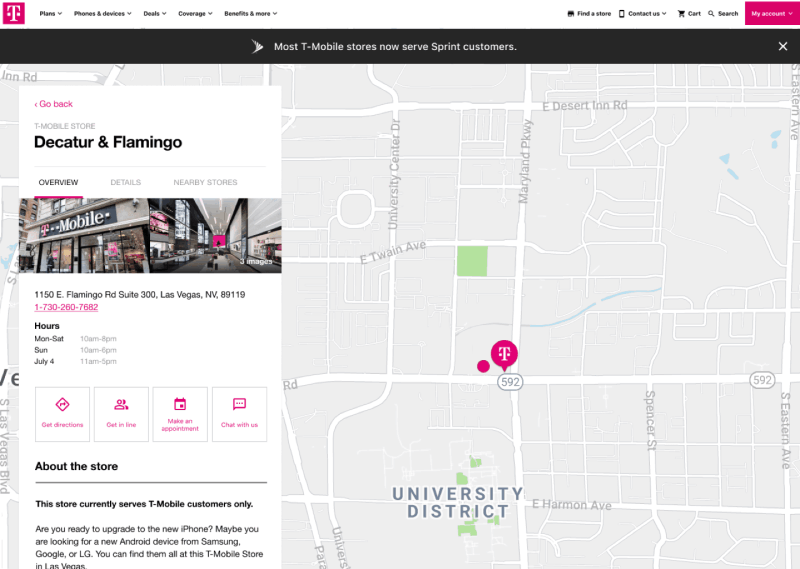 T
Plans
Phones & devices
Deals
Coverage
Benefits & more
Find a store
Contact us
Cart
Search
My account
Most T-Mobile stores now serve Sprint customers.
‹ Go back
T-MOBILE STORE
Decatur & Flamingo
OVERVIEW
DETAILS
NEARBY STORES
T-Mobile
3 images
1150 E. Flamingo Rd Suite 300, Las Vegas, NV, 89119
1-730-260-7682
Hours
Mon-Sat 10am-8pm
Sun 10am-6pm
July 4 11am-5pm
Get directions
Get in line
Make an
appointment
Chat with us
About the store
This store currently serves T-Mobile customers only.
Are you ready to upgrade to the new iPhone? Maybe you
are looking for a new Android device from Samsung,
Google, or LG. You can find them all at this T-Mobile Store
in Las Vegas.
Inn Rd
E Desert Inn Rd
S Eastern Ave
University Center Dr
Maryland Pkwy
E Twain Ave
T
592
592
Rd
Ve
S Las Vegas Blvd
Spencer St
S Eastern Ave
UNIVERSITY
DISTRICT
E Harmon Ave
Univers
Para